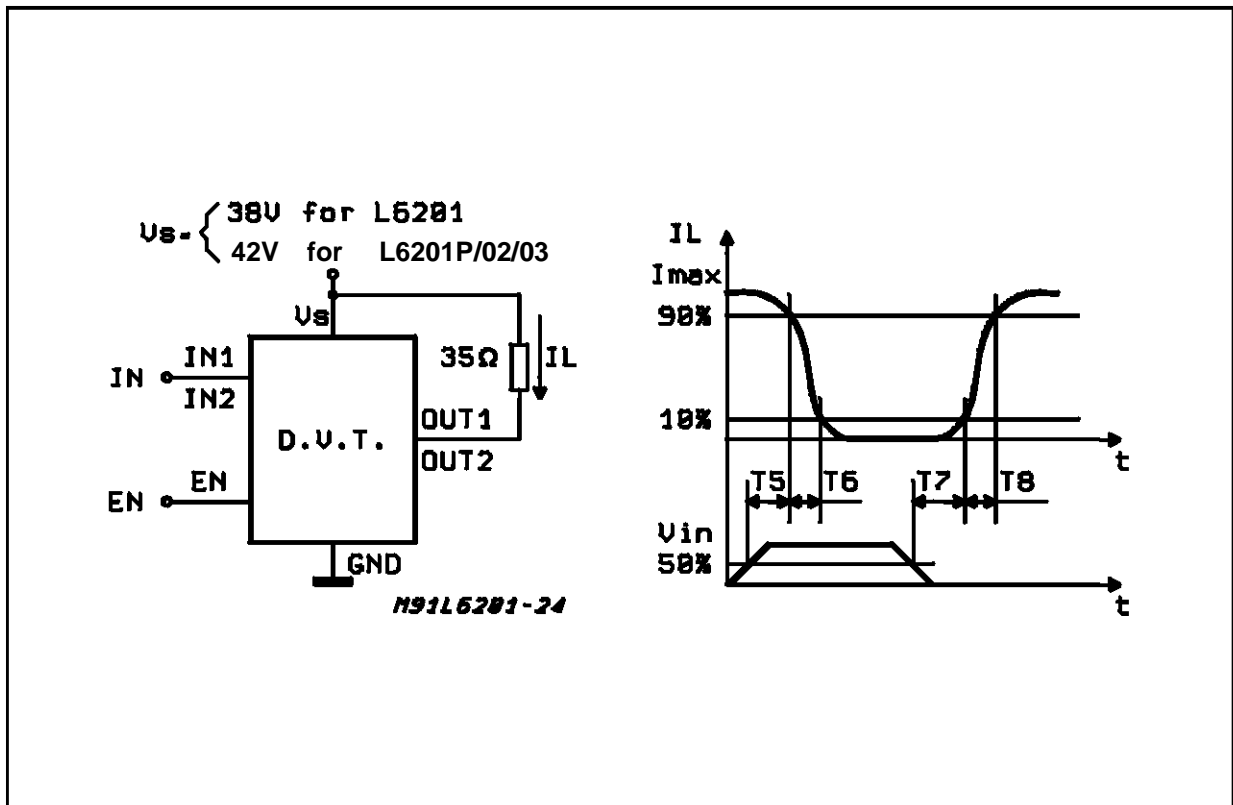 Vs= { 38V for L6201
42V for L6201P/02/03
Vs
IN
IN1
IN2
EN
EN
D.U.T.
35Ω
IL
OUT1
OUT2
GND
M91L6201-24
IL
Imax
90%
10%
t
T5
T6
T7
T8
Vin
50%
t